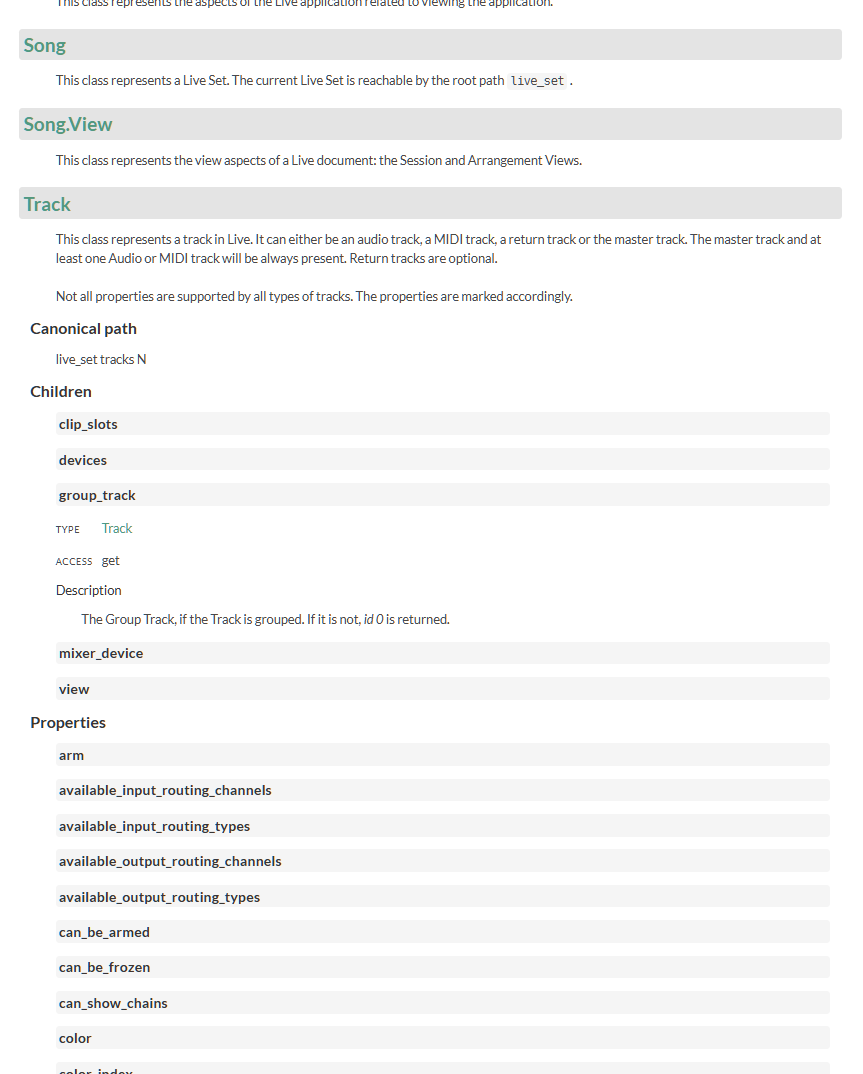 This class represents the aspects of the Live application related to viewing the application.
Song
This class represents a Live Set. The current Live Set is reachable by the root path live_set .
Song.View
This class represents the view aspects of a Live document: the Session and Arrangement Views.
Track
This class represents a track in Live. It can either be an audio track, a MIDI track, a return track or the master track. The master track and at
least one Audio or MIDI track will be always present. Return tracks are optional.
Not all properties are supported by all types of tracks. The properties are marked accordingly.
Canonical path
live_set tracks N
Children
clip_slots
devices
group_track
TYPE Track
ACCESS get
Description
The Group Track, if the Track is grouped. If it is not, id 0 is returned.
mixer_device
view
Properties
arm
available_input_routing_channels
available_input_routing_types
available_output_routing_channels
available_output_routing_types
can_be_armed
can_be_frozen
can_show_chains
color
color_index